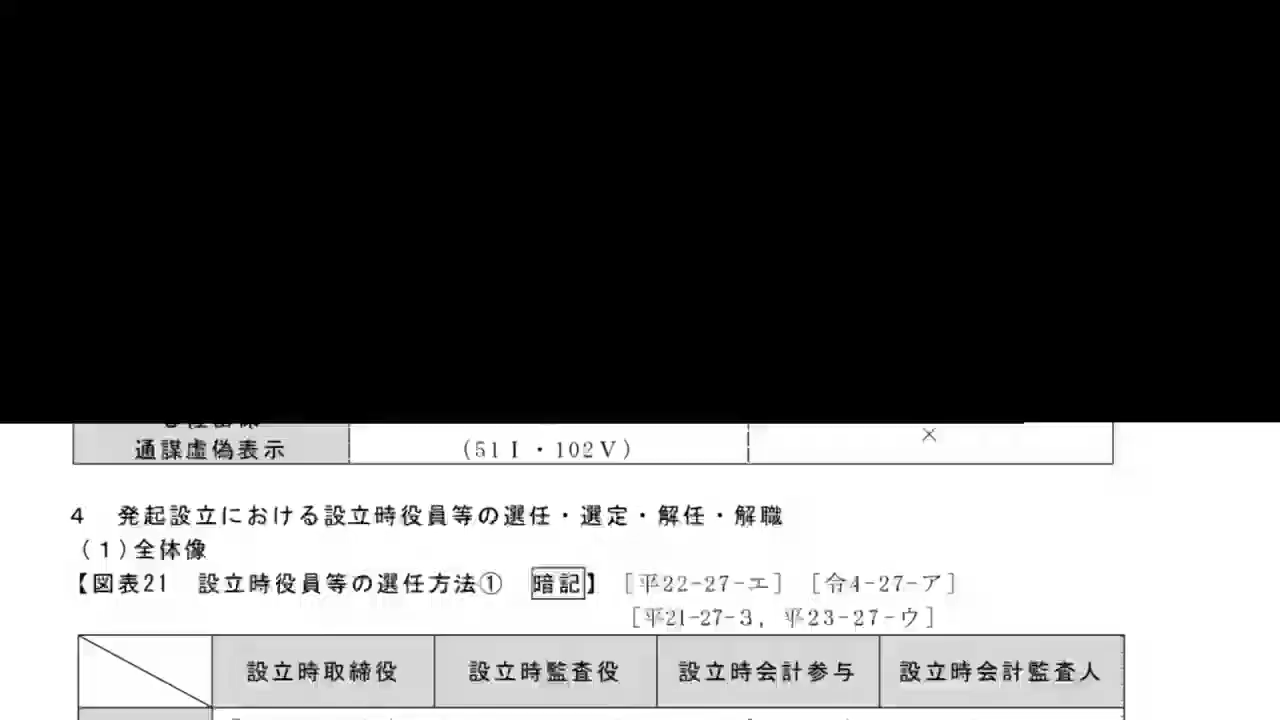 通謀虚偽表示 (51Ⅰ・102Ⅴ) ×
4 発起設立における設立時役員等の選任・選定・解任・解職
(1)全体像
【図表21 設立時役員等の選任方法① 暗記】 [平22-27-エ] [令4-27-ア]
[平21-27-3, 平23-27-ウ]
設立時取締役 設立時監査役 設立時会計参与 設立時会計監査人